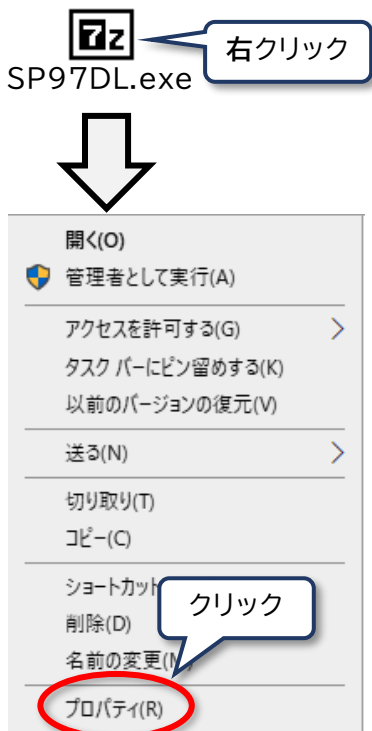 7z
右クリック
SP97DL.exe
開く(O)
管理者として実行(A)
アクセスを許可する(G)
タスク バーにピン留めする(K)
以前のバージョンの復元(V)
送る(N)
切り取り(T)
コピー(C)
ショートカット
クリック
削除(D)
名前の変更(M
プロパティ(R)